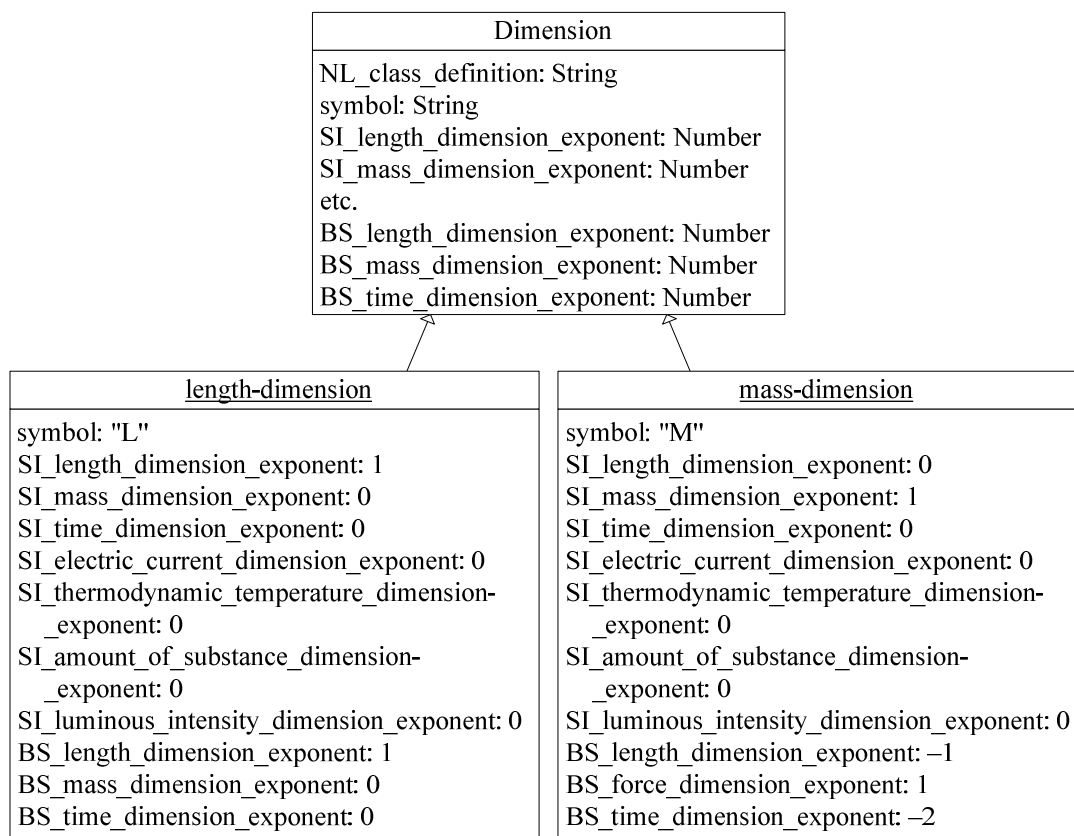 Dimension
NL_class_definition: String
symbol: String
SI_length_dimension_exponent: Number
SI_mass_dimension_exponent: Number
etc.
BS_length_dimension_exponent: Number
BS_mass_dimension_exponent: Number
BS_time_dimension_exponent: Number
length-dimension
symbol: "L"
SI_length_dimension_exponent: 1
SI_mass_dimension_exponent: 0
SI_time_dimension_exponent: 0
SI_electric_current_dimension_exponent: 0
SI_thermodynamic_temperature_dimension-
_exponent: 0
SI_amount_of_substance_dimension-
_exponent: 0
SI_luminous_intensity_dimension_exponent: 0
BS_length_dimension_exponent: 1
BS_mass_dimension_exponent: 0
BS_time_dimension_exponent: 0
mass-dimension
symbol: "M"
SI_length_dimension_exponent: 0
SI_mass_dimension_exponent: 1
SI_time_dimension_exponent: 0
SI_electric_current_dimension_exponent: 0
SI_thermodynamic_temperature_dimension-
_exponent: 0
SI_amount_of_substance_dimension-
_exponent: 0
SI_luminous_intensity_dimension_exponent: 0
BS_length_dimension_exponent: –1
BS_force_dimension_exponent: 1
BS_time_dimension_exponent: –2